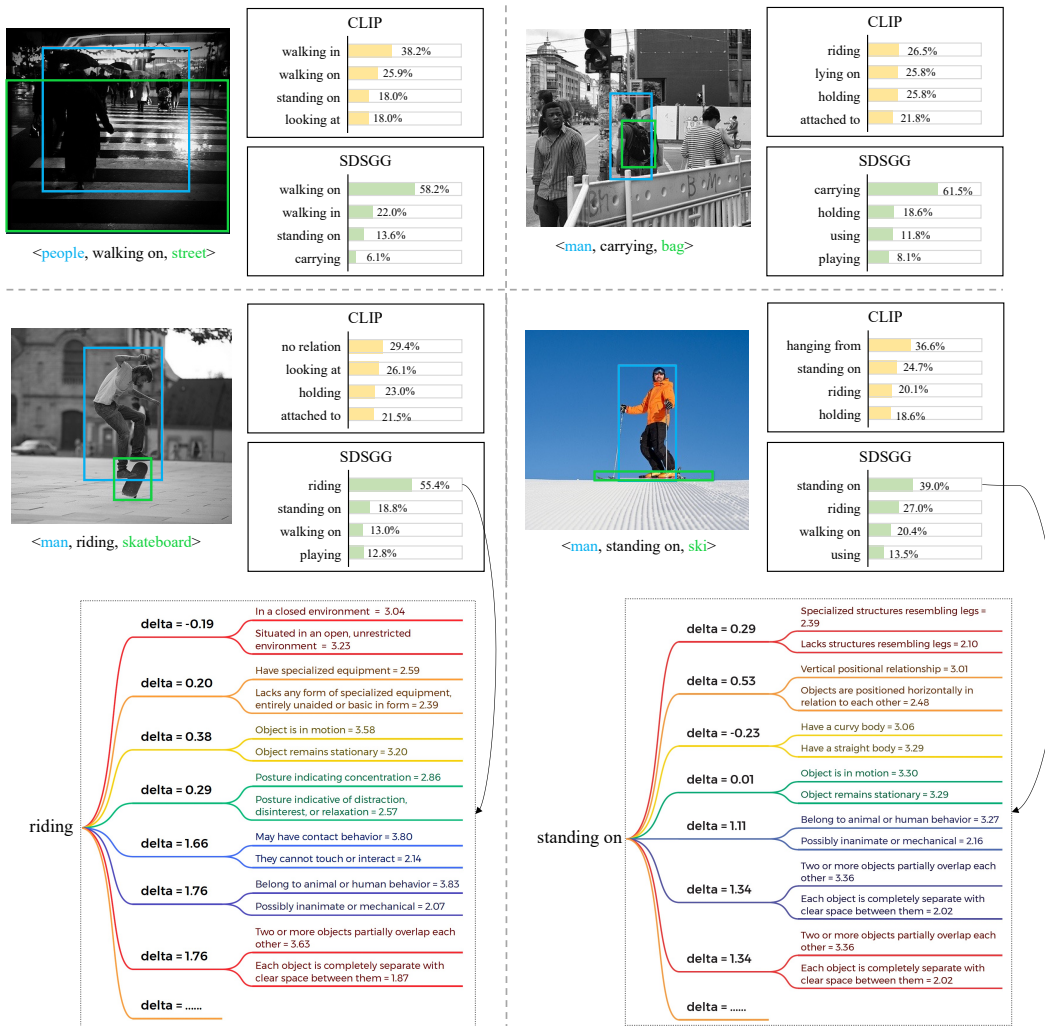 CLIP
walking in 38.2%
walking on 25.9%
standing on 18.0%
looking at 18.0%
SDSGG
walking on 58.2%
walking in 22.0%
standing on 13.6%
carrying 6.1%
<people, walking on, street>
CLIP
riding 26.5%
lying on 25.8%
holding 25.8%
attached to 21.8%
SDSGG
carrying 61.5%
holding 18.6%
using 11.8%
playing 8.1%
<man, carrying, bag>
CLIP
no relation 29.4%
looking at 26.1%
holding 23.0%
attached to 21.5%
SDSGG
riding 55.4%
standing on 18.8%
walking on 13.0%
playing 12.8%
<man, riding, skateboard>
CLIP
hanging from 36.6%
standing on 24.7%
riding 20.1%
holding 18.6%
SDSGG
standing on 39.0%
riding 27.0%
walking on 20.4%
using 13.5%
<man, standing on, ski>
riding
delta = -0.19
In a closed environment = 3.04
Situated in an open, unrestricted
environment = 3.23
delta = 0.20
Have specialized equipment = 2.59
Lacks any form of specialized equipment,
entirely unaided or basic in form = 2.39
delta = 0.38
Object is in motion = 3.58
Object remains stationary = 3.20
delta = 0.29
Posture indicating concentration = 2.86
Posture indicative of distraction,
disinterest, or relaxation = 2.57
delta = 1.66
May have contact behavior = 3.80
They cannot touch or interact = 2.14
delta = 1.76
Belong to animal or human behavior = 3.83
Possibly inanimate or mechanical = 2.07
delta = 1.76
Two or more objects partially overlap each
other = 3.63
Each object is completely separate with
clear space between them = 1.87
delta = ......
standing on
delta = 0.29
Specialized structures resembling legs =
2.39
Lacks structures resembling legs = 2.10
delta = 0.53
Vertical positional relationship = 3.01
Objects are positioned horizontally in
relation to each other = 2.48
delta = -0.23
Have a curvy body = 3.06
Have a straight body = 3.29
delta = 0.01
Object is in motion = 3.30
Object remains stationary = 3.29
delta = 1.11
Belong to animal or human behavior = 3.27
Possibly inanimate or mechanical = 2.16
delta = 1.34
Two or more objects partially overlap each
other = 3.36
Each object is completely separate with
clear space between them = 2.02
delta = 1.34
Two or more objects partially overlap each
other = 3.36
Each object is completely separate with
clear space between them = 2.02
delta = ......